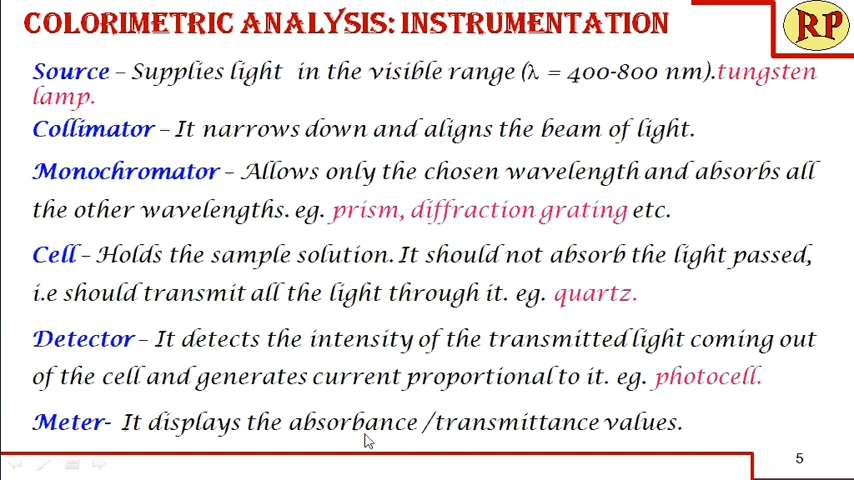 COLORIMETRIC ANALYSIS: INSTRUMENTATION
RP
Source – Supplies light in the visible range (λ = 400-800 nm).tungsten
lamp.
Collimator – It narrows down and aligns the beam of light.
Monochromator – Allows only the chosen wavelength and absorbs all
the other wavelengths. eg. prism, diffraction grating etc.
Cell – Holds the sample solution. It should not absorb the light passed,
i.e should transmit all the light through it. eg. quartz.
Detector – It detects the intensity of the transmitted light coming out
of the cell and generates current proportional to it. eg. photocell.
Meter- It displays the absorbance /transmittance values.
5